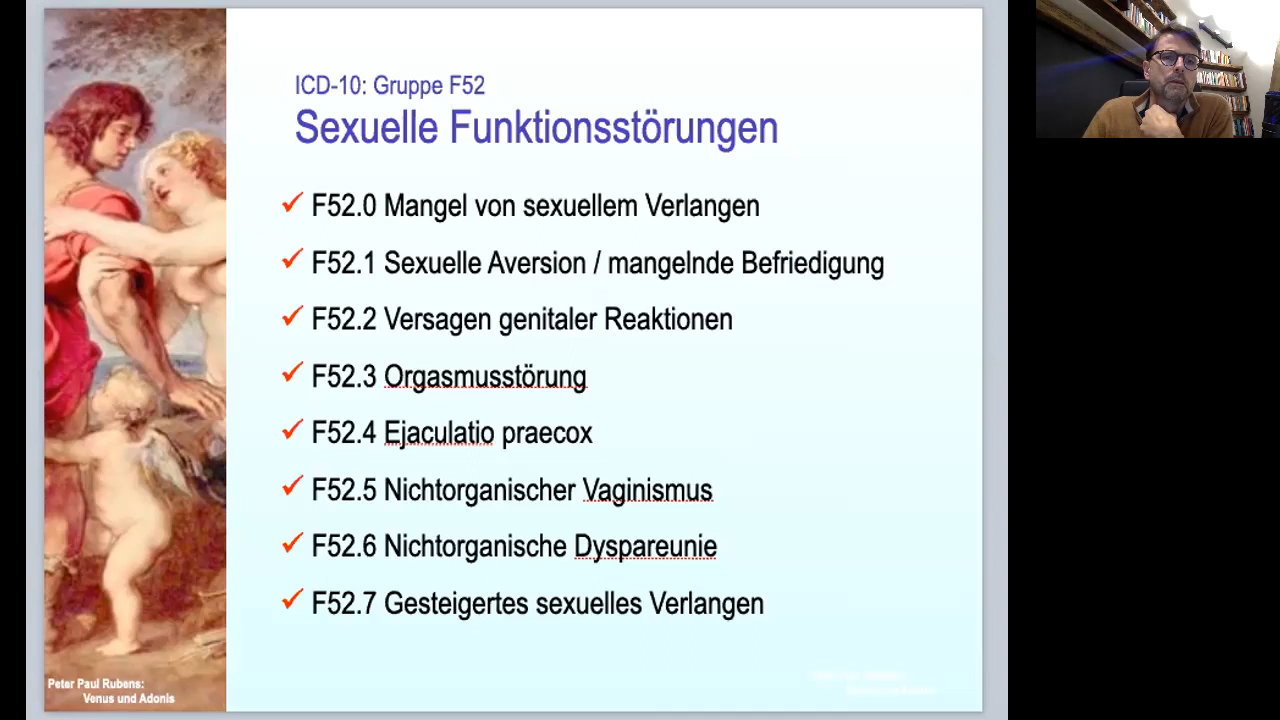 ICD-10: Gruppe F52
Sexuelle Funktionsstörungen
✓ F52.0 Mangel von sexuellem Verlangen
✓ F52.1 Sexuelle Aversion / mangelnde Befriedigung
✓ F52.2 Versagen genitaler Reaktionen
✓ F52.3 Orgasmusstörung
✓ F52.4 Ejaculatio praecox
✓ F52.5 Nichtorganischer Vaginismus
✓ F52.6 Nichtorganische Dyspareunie
✓ F52.7 Gesteigertes sexuelles Verlangen
Peter Paul Rubens:
Venus und Adonis